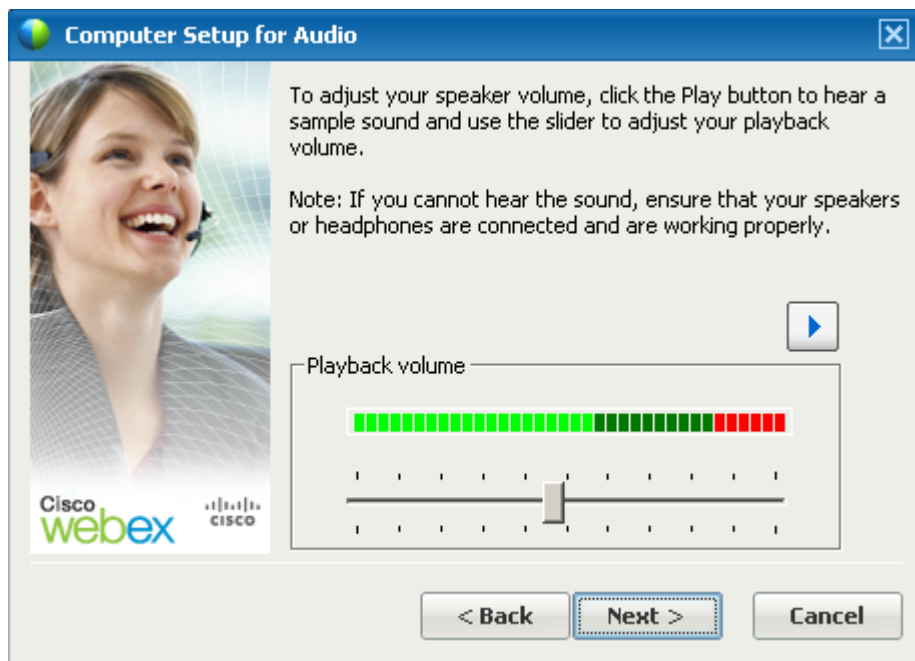 Computer Setup for Audio
To adjust your speaker volume, click the Play button to hear a
sample sound and use the slider to adjust your playback
volume.
Note: If you cannot hear the sound, ensure that your speakers
or headphones are connected and are working properly.
Playback volume
Cisco
webex
CISCO
< Back
Next >
Cancel